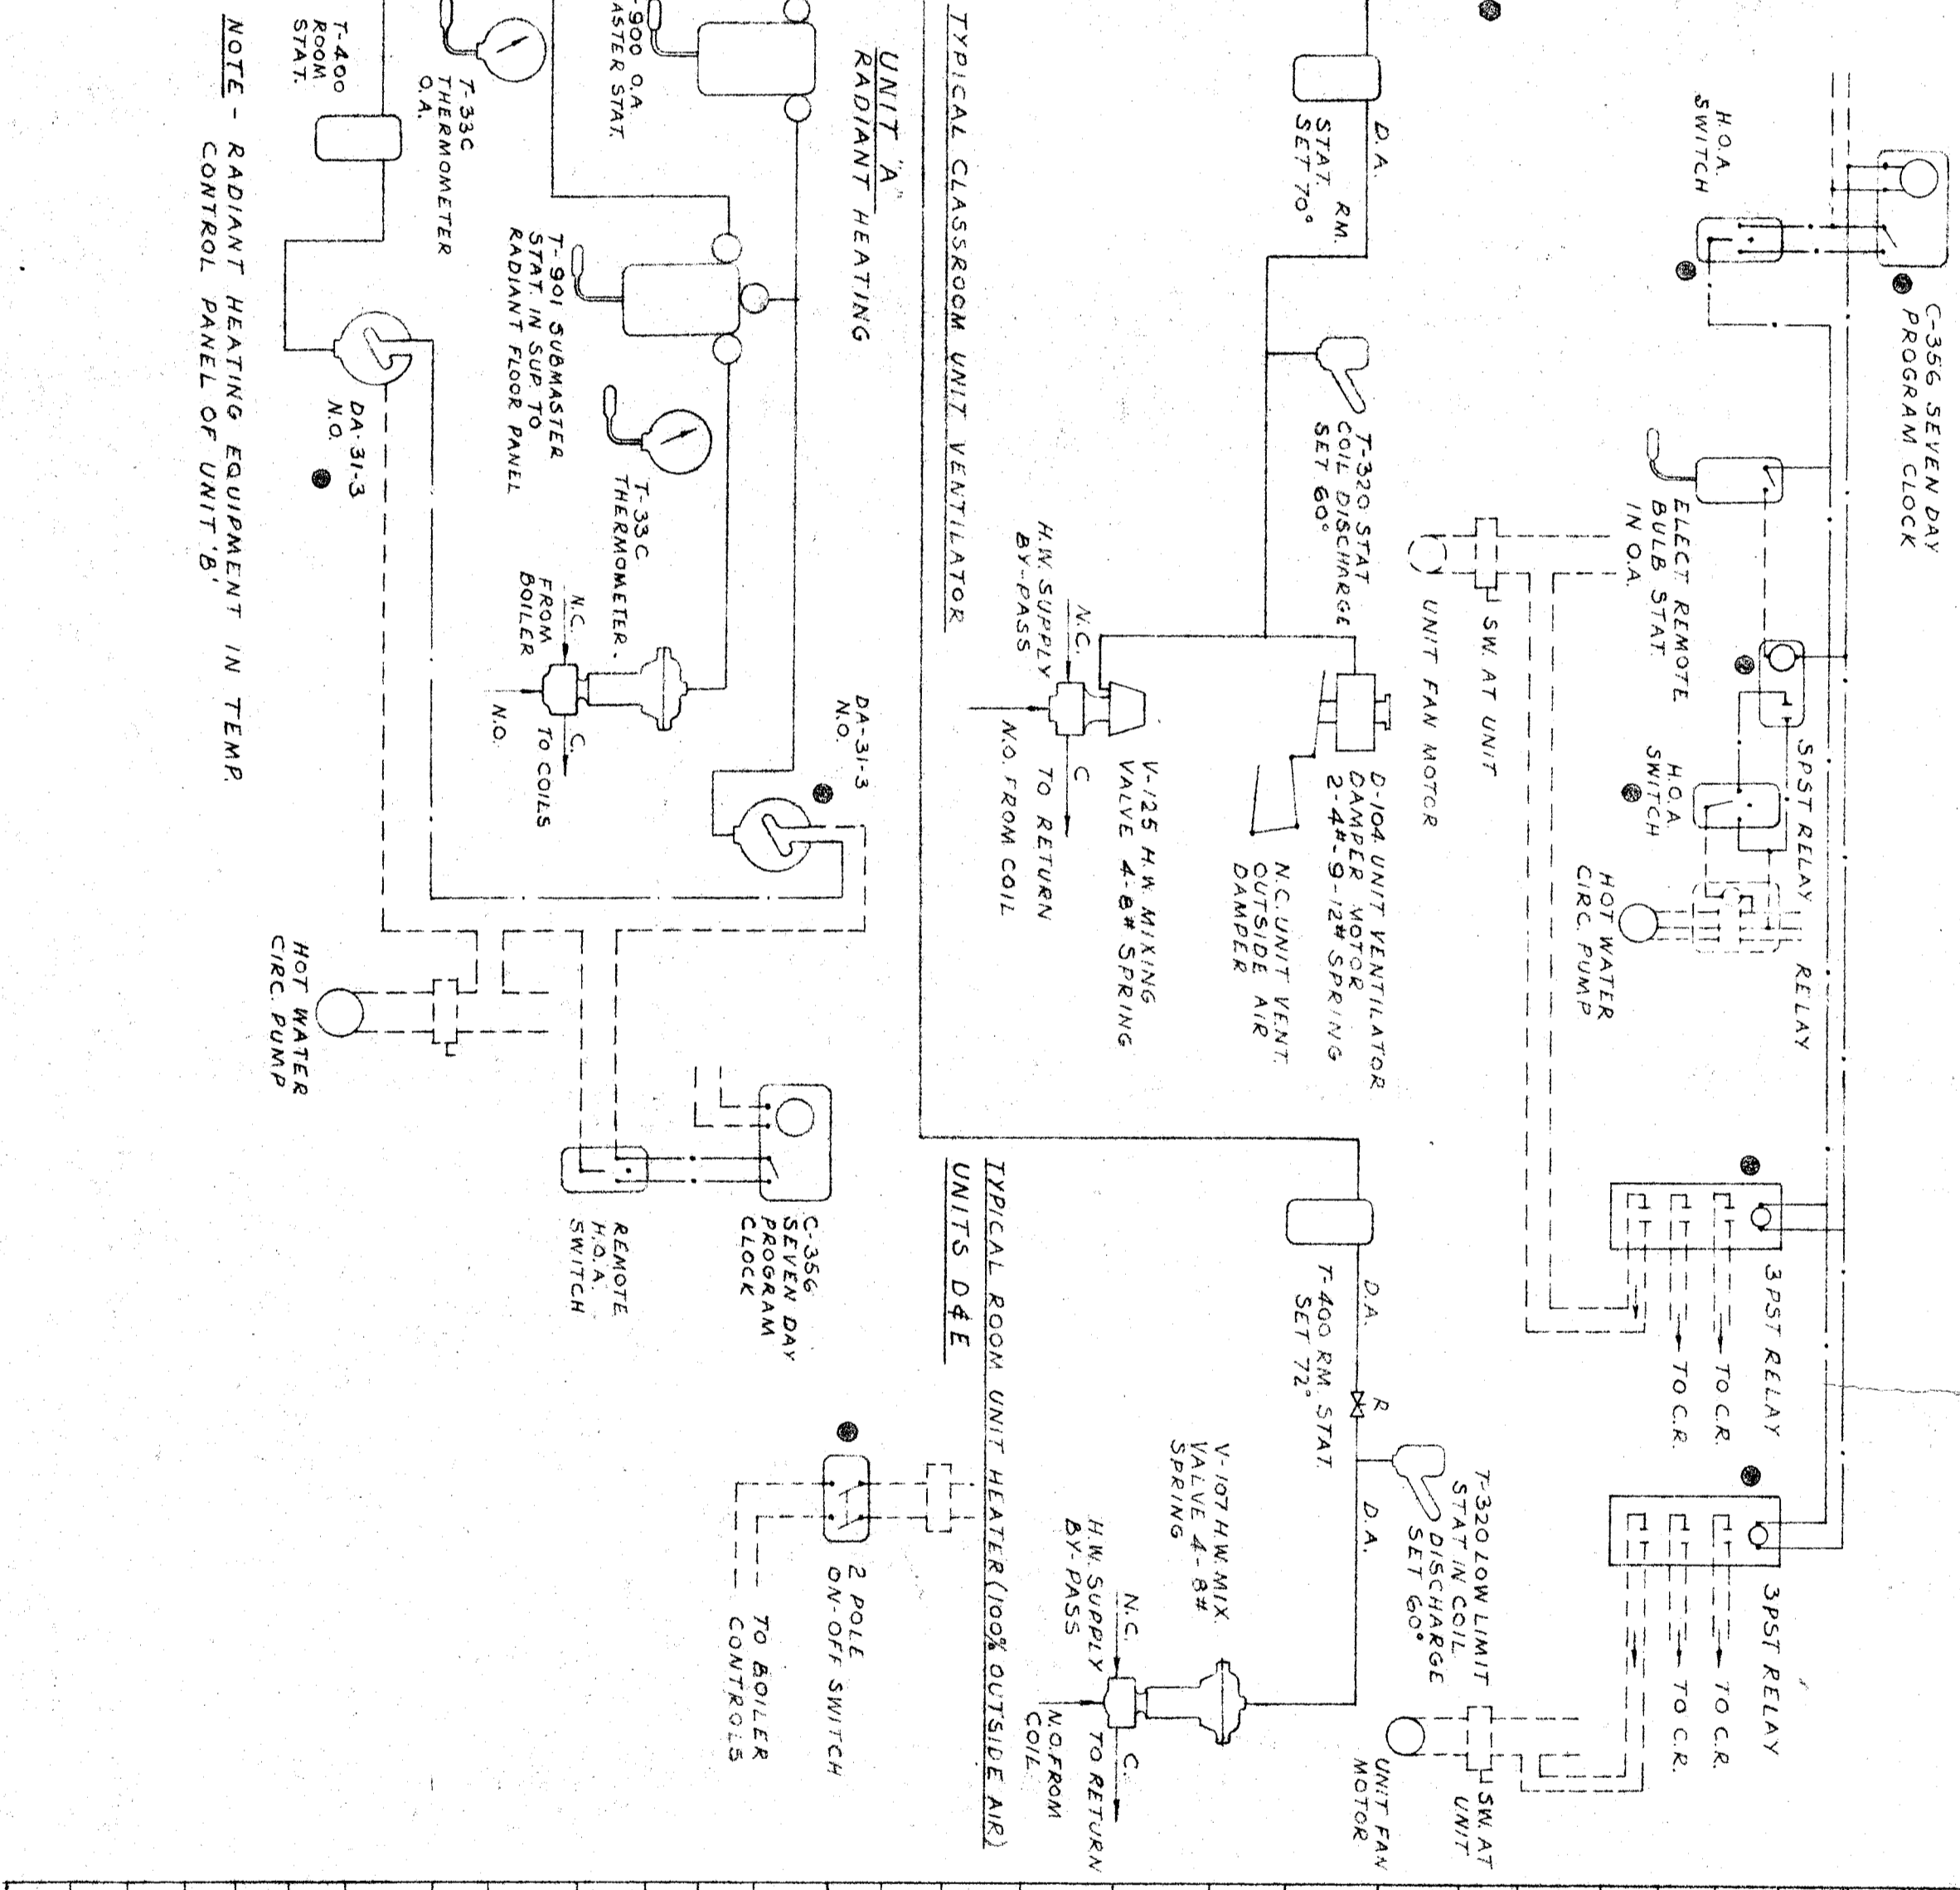 C-356 SEVEN DAY
PROGRAM CLOCK
H.O.A.
SWITCH
ELECT REMOTE
BULB STAT.
IN O.A.
SPST RELAY
H.O.A.
SWITCH
RELAY
HOT WATER
CIRC. PUMP
3PST RELAY
TO C.R.
TO C.R.
3PST RELAY
TO C.R.
TO C.R.
SW. AT UNIT
UNIT FAN MOTOR
SW. AT
UNIT
UNIT FAN
MOTOR
D.A.
RM.
STAT.
SET 70°
T-320 STAT
COIL DISCHARGE
SET 60°
D-104 UNIT VENTILATOR
DAMPER MOTOR
2-4#-9-12# SPRING
N.C. UNIT VENT.
OUTSIDE AIR
DAMPER
V-125 H.W. MIXING
VALVE 4-8# SPRING
N.C.
H.W. SUPPLY
BY-PASS
C
TO RETURN
N.O. FROM COIL
TYPICAL CLASSROOM UNIT VENTILATOR
D.A.
R
D.A.
T-400 RM. STAT.
SET 72°
T-320 LOW LIMIT
STAT IN COIL
DISCHARGE
SET 60°
V-107 H.W. MIX.
VALVE 4-8#
SPRING
N.C.
H.W. SUPPLY
BY-PASS
C.
TO RETURN
N.O. FROM
COIL
TYPICAL ROOM UNIT HEATER (100% OUTSIDE AIR)
UNITS D & E
UNIT "A"
RADIANT HEATING
-900 O.A.
ASTER STAT.
T-33C
THERMOMETER
O.A.
T-400
ROOM
STAT.
T-901 SUBMASTER
STAT. IN SUP. TO
RADIANT FLOOR PANEL
T-33C
THERMOMETER.
N.C.
FROM
BOILER
C.
TO COILS
N.O.
DA-31-3
N.O.
DA-31-3
N.O.
HOT WATER
CIRC. PUMP
C-356
SEVEN DAY
PROGRAM
CLOCK
REMOTE
H.O.A.
SWITCH
2 POLE
ON-OFF SWITCH
TO BOILER
CONTROLS
NOTE - RADIANT HEATING EQUIPMENT IN TEMP.
CONTROL PANEL OF UNIT 'B'